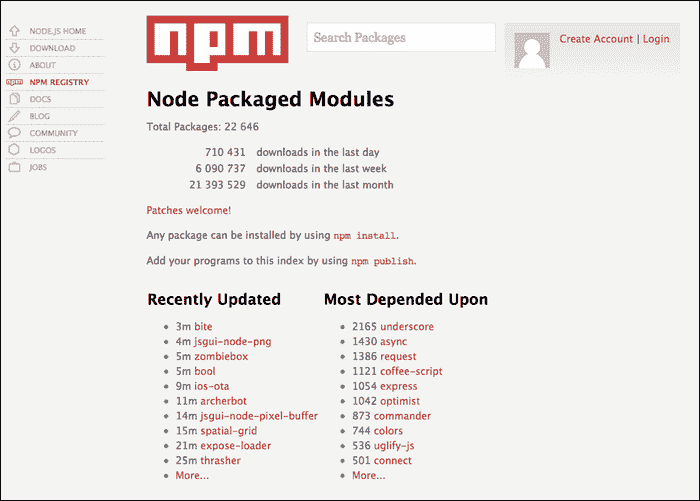 NODE.JS HOME
DOWNLOAD
ABOUT
npm NPM REGISTRY
DOCS
BLOG
COMMUNITY
LOGOS
JOBS
npm
Search Packages
Create Account | Login
Node Packaged Modules
Total Packages: 22 646
710 431 downloads in the last day
6 090 737 downloads in the last week
21 393 529 downloads in the last month
Patches welcome!
Any package can be installed by using npm install.
Add your programs to this index by using npm publish.
Recently Updated
3m bite
4m jsgui-node-png
5m zombiebox
5m bool
9m ios-ota
11m archerbot
14m jsgui-node-pixel-buffer
15m spatial-grid
21m expose-loader
25m thrasher
More...
Most Depended Upon
2165 underscore
1430 async
1386 request
1121 coffee-script
1054 express
1042 optimist
873 commander
744 colors
536 uglify-js
501 connect
More...